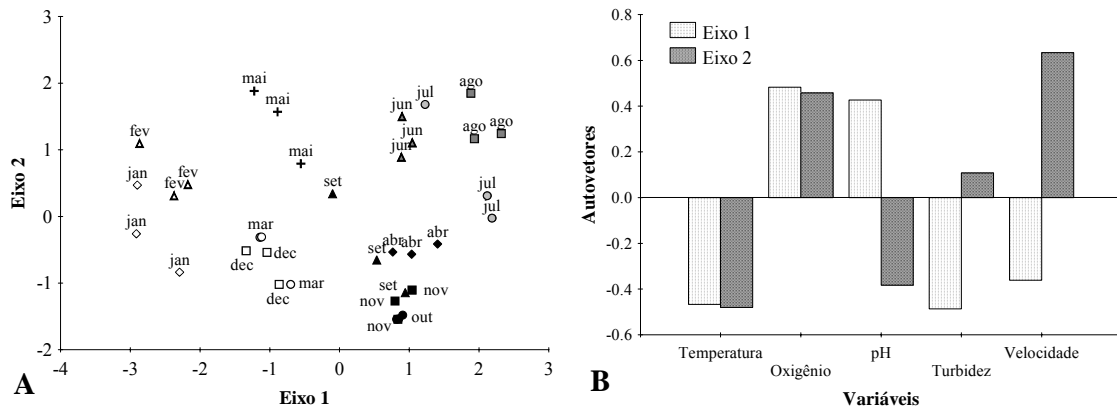 3
2
1
0
-1
-2
-4
-3
-2
-1
0
1
2
3
Eixo 2
Eixo 1
A
mai
mai
mai
jul
ago
jun
jun
jun
ago
ago
fev
fev
fev
jan
jan
jan
set
jul
jul
mar
dec
dec
dec
mar
abr
abr
abr
set
set
nov
nov
out
0.8
0.6
0.4
0.2
0.0
-0.2
-0.4
-0.6
Autovetores
Eixo 1
Eixo 2
Temperatura
Oxigênio
pH
Turbidez
Velocidade
Variáveis
B